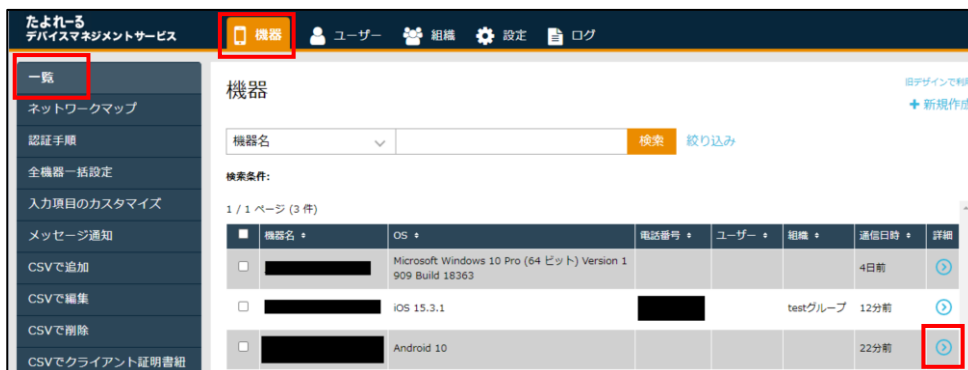 たよれーる
デバイスマネジメントサービス
機器 ユーザー 組織 設定 ログ
一覧
ネットワークマップ
認証手順
全機器一括設定
入力項目のカスタマイズ
メッセージ通知
CSVで追加
CSVで編集
CSVで削除
CSVでクライアント証明書紐
機器
旧デザインで利用
+ 新規作成
機器名 検索 絞り込み
検索条件:
1 / 1 ページ (3 件)
機器名 OS 電話番号 ユーザー 組織 通信日時 詳細
Microsoft Windows 10 Pro (64 ビット) Version 1
909 Build 18363
4日前
iOS 15.3.1 testグループ 12分前
Android 10 22分前